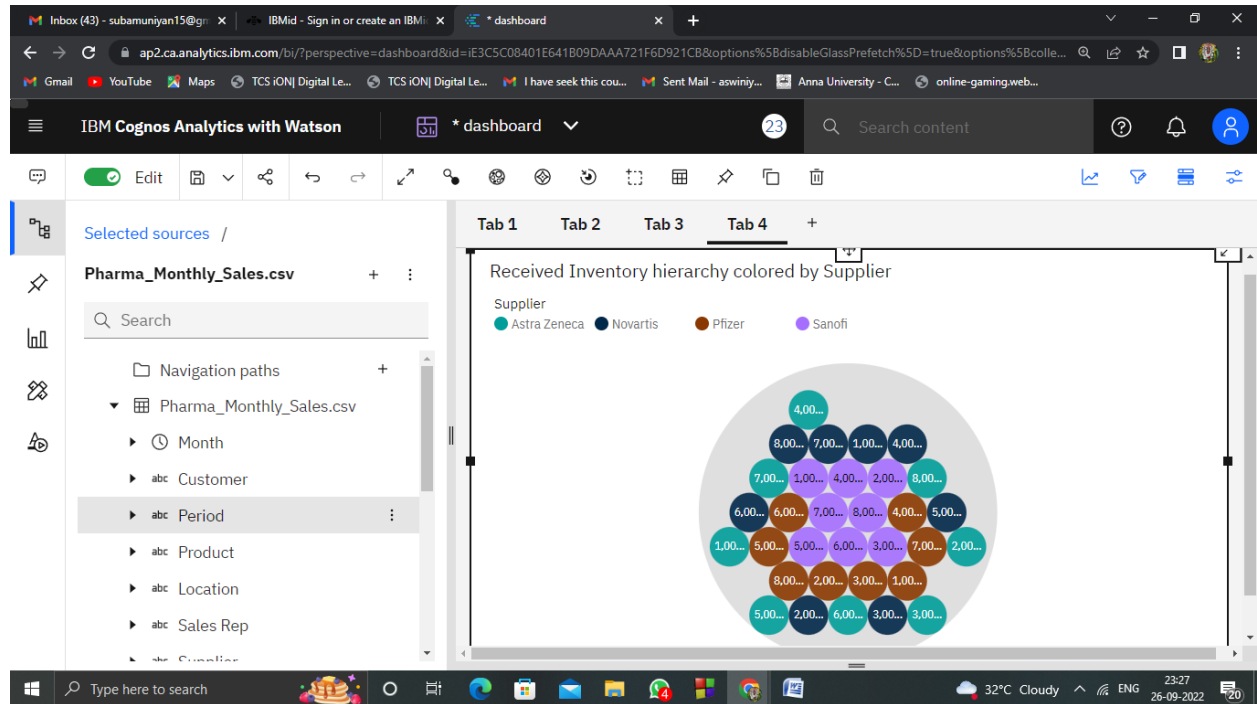 Inbox (43) - subamuniyan15@gm
IBMid - Sign in or create an IBMi
* dashboard
ap2.ca.analytics.ibm.com/bi/?perspective=dashboard&id=iE3C5C08401E641B09DAAA721F6D921CB&options%5BdisableGlassPrefetch%5D=true&options%5Bcolle...
Gmail YouTube Maps TCS iON| Digital Le... TCS iON| Digital Le... I have seek this cou... Sent Mail - aswiniy... Anna University - C... online-gaming.web...
IBM Cognos Analytics with Watson
* dashboard
23
Search content
Edit
Selected sources /
Pharma_Monthly_Sales.csv
Search
Navigation paths
Pharma_Monthly_Sales.csv
Month
abc Customer
abc Period
abc Product
abc Location
abc Sales Rep
abc Supplier
Tab 1 Tab 2 Tab 3 Tab 4
Received Inventory hierarchy colored by Supplier
Supplier
Astra Zeneca Novartis Pfizer Sanofi
4,00...
8,00... 7,00... 1,00... 4,00...
7,00... 1,00... 4,00... 2,00... 8,00...
6,00... 6,00... 7,00... 8,00... 4,00... 5,00...
1,00... 5,00... 5,00... 6,00... 3,00... 7,00... 2,00...
8,00... 2,00... 3,00... 1,00...
5,00... 2,00... 6,00... 3,00... 3,00...
Type here to search
4
32°C Cloudy
ENG
23:27
26-09-2022
20